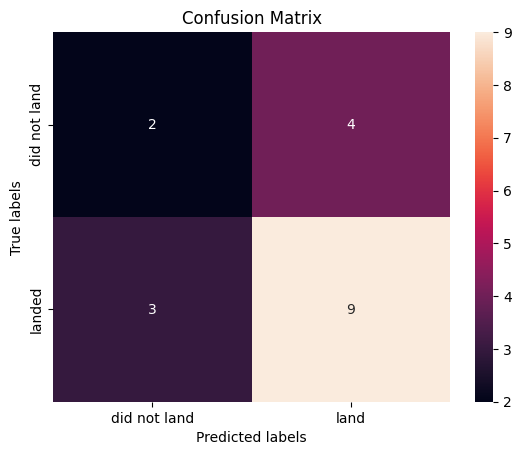 Confusion Matrix
True labels
did not land
landed
2
4
3
9
did not land
land
Predicted labels
9
8
7
6
5
4
3
2